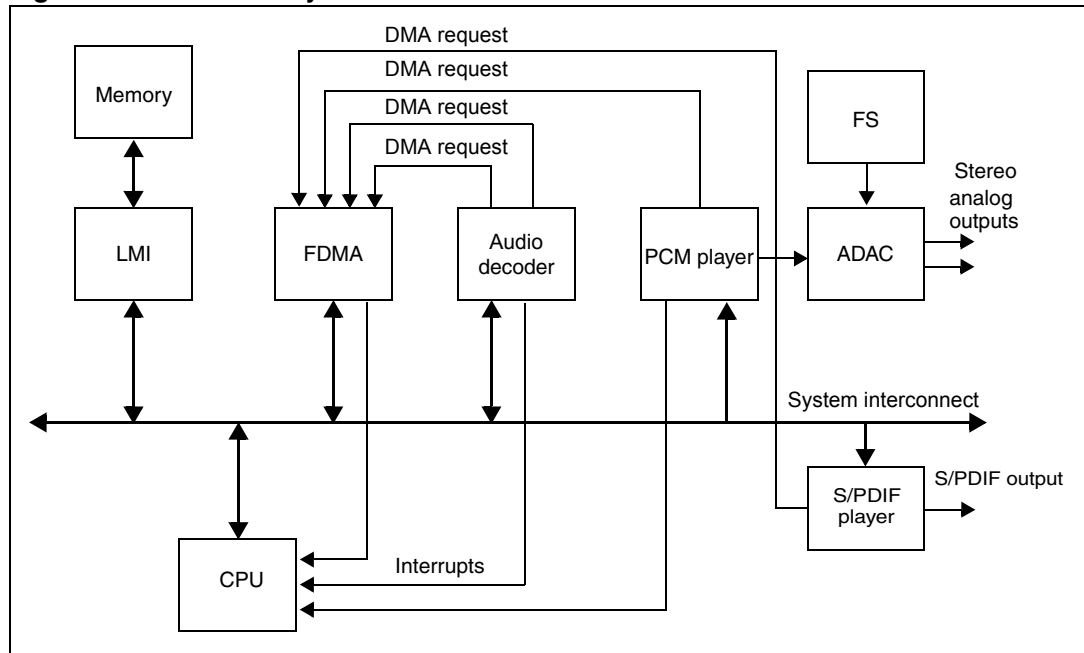 DMA request
DMA request
DMA request
DMA request
Memory
FS
Stereo
analog
outputs
LMI
FDMA
Audio
decoder
PCM player
ADAC
System interconnect
S/PDIF output
S/PDIF
player
Interrupts
CPU